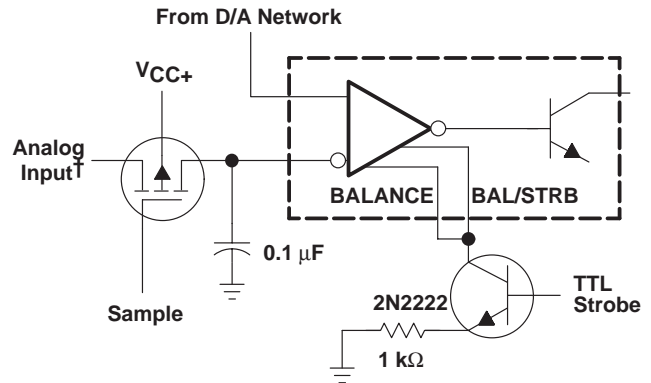 From D/A Network
VCC+
Analog
Input†
0.1 µF
BALANCE
BAL/STRB
Sample
2N2222
TTL
Strobe
1 kΩ